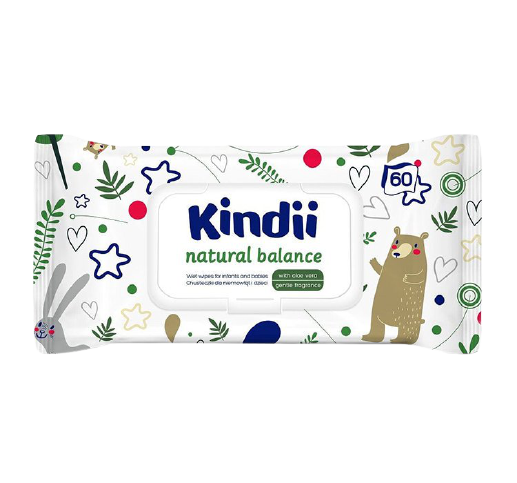 60
Kindii
natural balance
Wet wipes for infants and babies
Chusteczki dla niemowląt i dzieci
with aloe vera
gentle fragrance